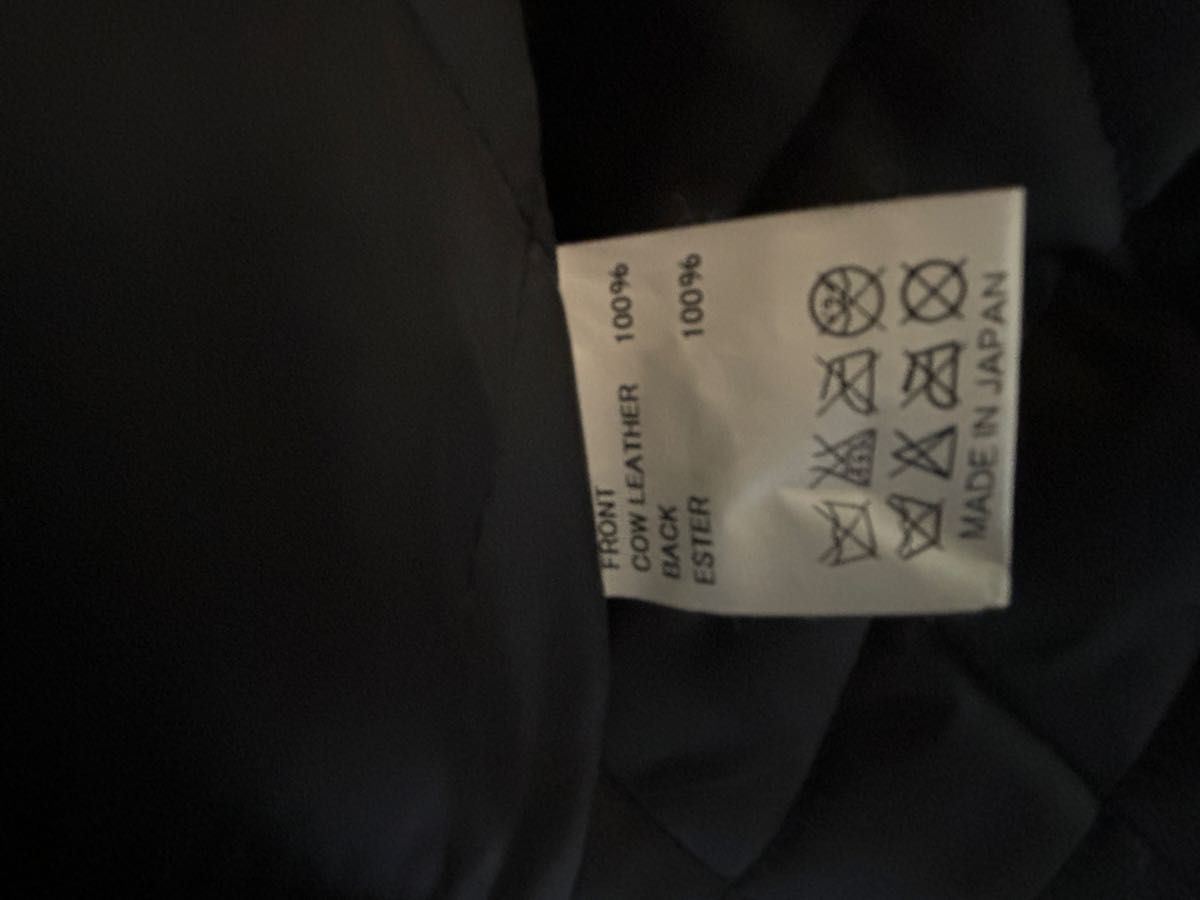 FRONT
COW LEATHER 100%
BACK
ESTER 100%
MADE IN JAPAN